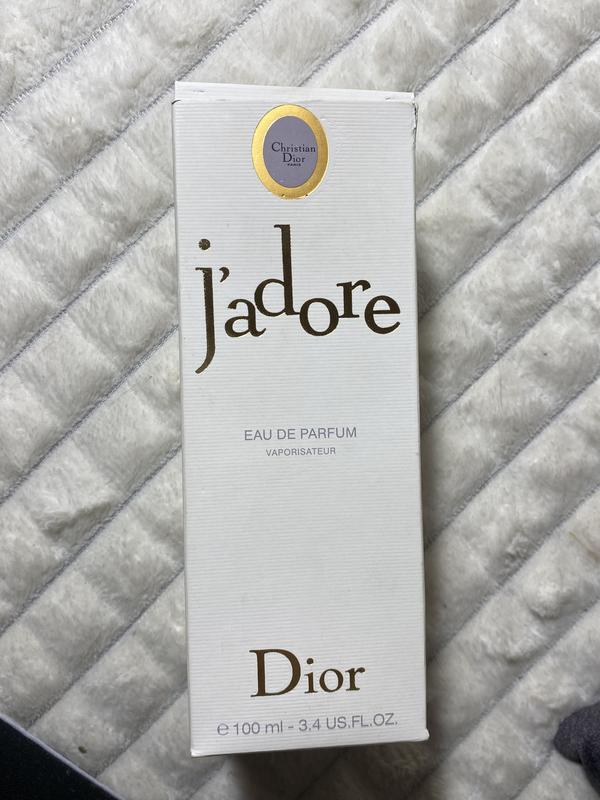 Christian
Dior
PARIS
j'adore
EAU DE PARFUM
VAPORISATEUR
Dior
℮ 100 ml - 3.4 US.FL.OZ.